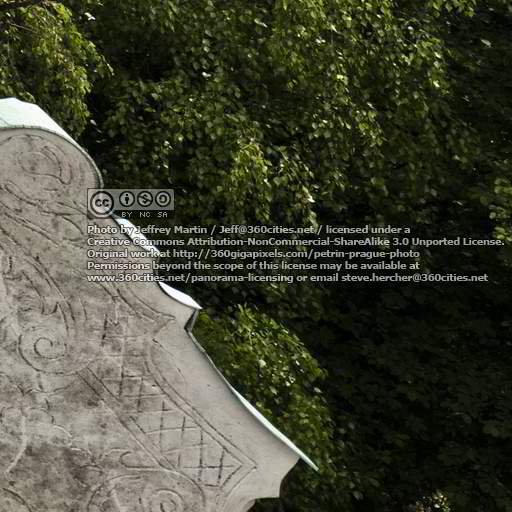 BY NC SA
Photo by Jeffrey Martin / Jeff@360cities.net / licensed under a
Creative Commons Attribution-NonCommercial-ShareAlike 3.0 Unported License.
Original work at http://360gigapixels.com/petrin-prague-photo
Permissions beyond the scope of this license may be available at
www.360cities.net/panorama-licensing or email steve.hercher@360cities.net